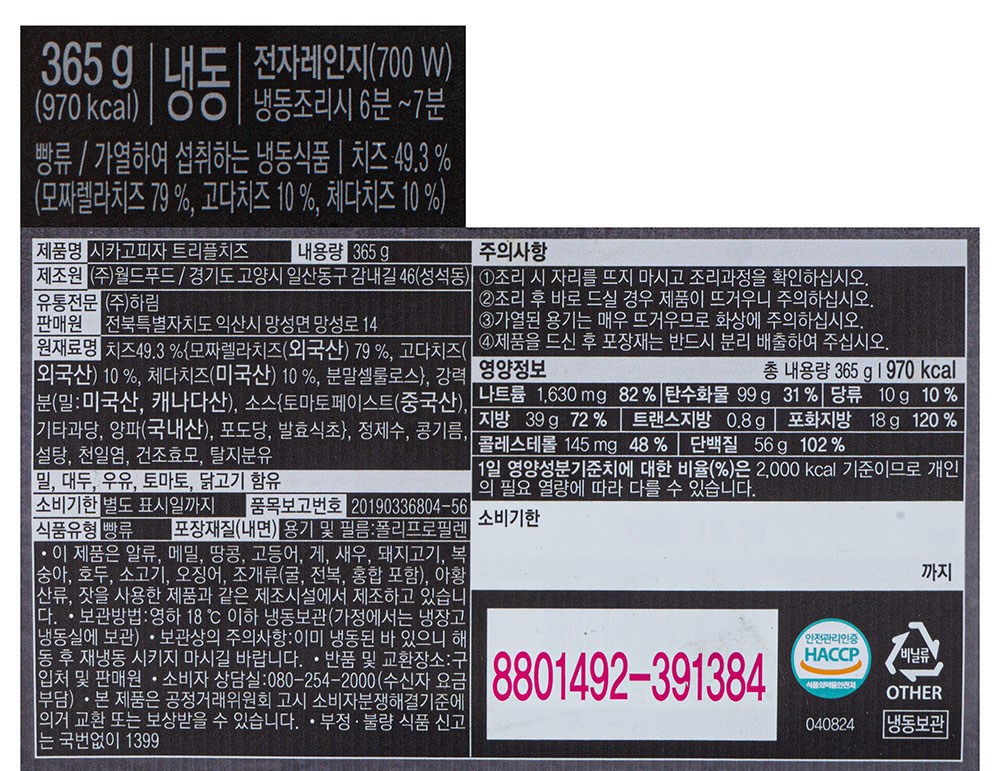 365 g
(970 kcal)
냉동
전자레인지(700 W)
냉동조리시 6분 ~7분
빵류 / 가열하여 섭취하는 냉동식품 | 치즈 49.3 %
(모짜렐라치즈 79 %, 고다치즈 10 %, 체다치즈 10 %)
제품명 시카고피자 트리플치즈 내용량 365 g
제조원 (주)월드푸드 / 경기도 고양시 일산동구 감내길 46(성석동)
유통전문 (주)하림
판매원 전북특별자치도 익산시 망성면 망성로 14
원재료명 치즈49.3 %{모짜렐라치즈(외국산) 79 %, 고다치즈(
외국산) 10 %, 체다치즈(미국산) 10 %, 분말셀룰로스}, 강력
분(밀:미국산, 캐나다산), 소스{토마토페이스트(중국산),
기타과당, 양파(국내산), 포도당, 발효식초}, 정제수, 콩기름,
설탕, 천일염, 건조효모, 탈지분유
밀, 대두, 우유, 토마토, 닭고기 함유
소비기한 별도 표시일까지 품목보고번호 20190336804-56
식품유형 빵류 포장재질(내면) 용기 및 필름:폴리프로필렌
• 이 제품은 알류, 메밀, 땅콩, 고등어, 게, 새우, 돼지고기, 복
숭아, 호두, 소고기, 오징어, 조개류(굴, 전복, 홍합 포함), 아황
산류, 잣을 사용한 제품과 같은 제조시설에서 제조하고 있습니
다. • 보관방법:영하 18 ℃ 이하 냉동보관(가정에서는 냉장고
냉동실에 보관) • 보관상의 주의사항:이미 냉동된 바 있으니 해
동 후 재냉동 시키지 마시길 바랍니다. • 반품 및 교환장소:구
입처 및 판매원 • 소비자 상담실:080-254-2000(수신자 요금
부담) • 본 제품은 공정거래위원회 고시 소비자분쟁해결기준에
의거 교환 또는 보상받을 수 있습니다. • 부정·불량 식품 신고
는 국번없이 1399
주의사항
①조리 시 자리를 뜨지 마시고 조리과정을 확인하십시오.
②조리 후 바로 드실 경우 제품이 뜨거우니 주의하십시오.
③가열된 용기는 매우 뜨거우므로 화상에 주의하십시오.
④제품을 드신 후 포장재는 반드시 분리 배출하여 주십시오.
영양정보 총 내용량 365 g | 970 kcal
나트륨 1,630 mg 82 % 탄수화물 99 g 31 % 당류 10 g 10 %
지방 39 g 72 % 트랜스지방 0.8 g 포화지방 18 g 120 %
콜레스테롤 145 mg 48 % 단백질 56 g 102 %
1일 영양성분기준치에 대한 비율(%)은 2,000 kcal 기준이므로 개인
의 필요 열량에 따라 다를 수 있습니다.
소비기한
까지
8801492-391384
안전관리인증
HACCP
식품의약품안전처
040824
비닐류
OTHER
냉동보관